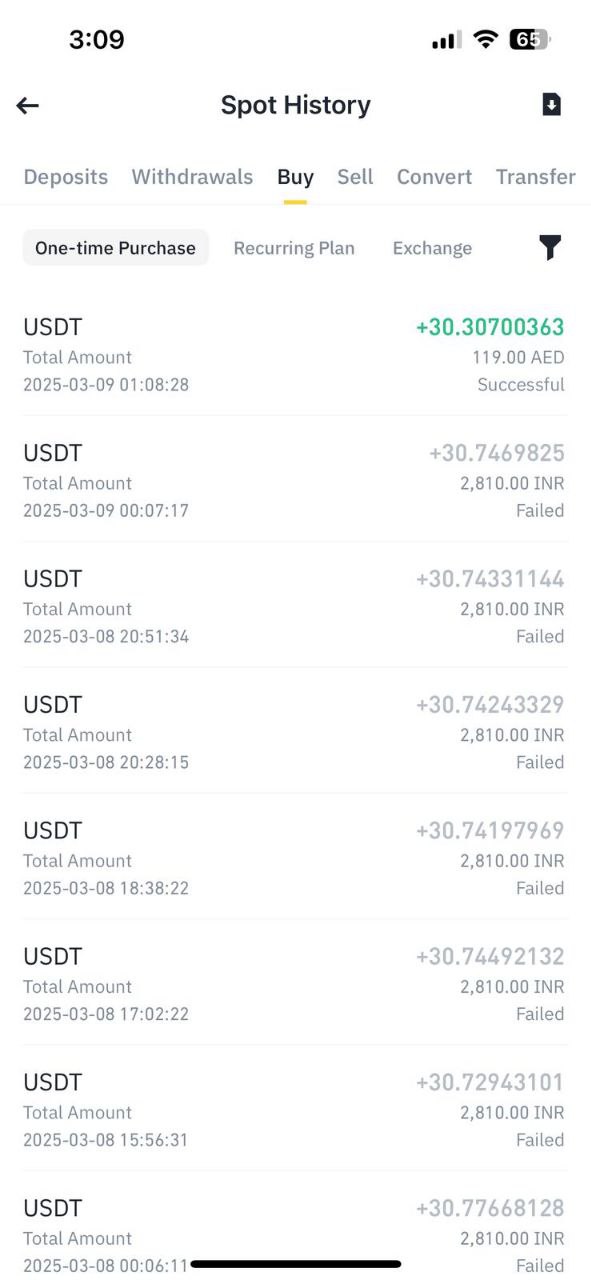 3:09
65
Spot History
Deposits Withdrawals Buy Sell Convert Transfer
One-time Purchase Recurring Plan Exchange
USDT +30.30700363
Total Amount 119.00 AED
2025-03-09 01:08:28 Successful
USDT +30.7469825
Total Amount 2,810.00 INR
2025-03-09 00:07:17 Failed
USDT +30.74331144
Total Amount 2,810.00 INR
2025-03-08 20:51:34 Failed
USDT +30.74243329
Total Amount 2,810.00 INR
2025-03-08 20:28:15 Failed
USDT +30.74197969
Total Amount 2,810.00 INR
2025-03-08 18:38:22 Failed
USDT +30.74492132
Total Amount 2,810.00 INR
2025-03-08 17:02:22 Failed
USDT +30.72943101
Total Amount 2,810.00 INR
2025-03-08 15:56:31 Failed
USDT +30.77668128
Total Amount 2,810.00 INR
2025-03-08 00:06:11 Failed